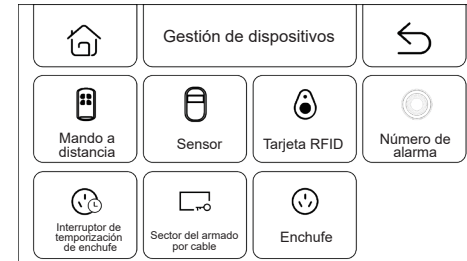 Gestión de dispositivos
Mando a
distancia
Sensor
Tarjeta RFID
Número de
alarma
Interruptor de
temporización
de enchufe
Sector del armado
por cable
Enchufe